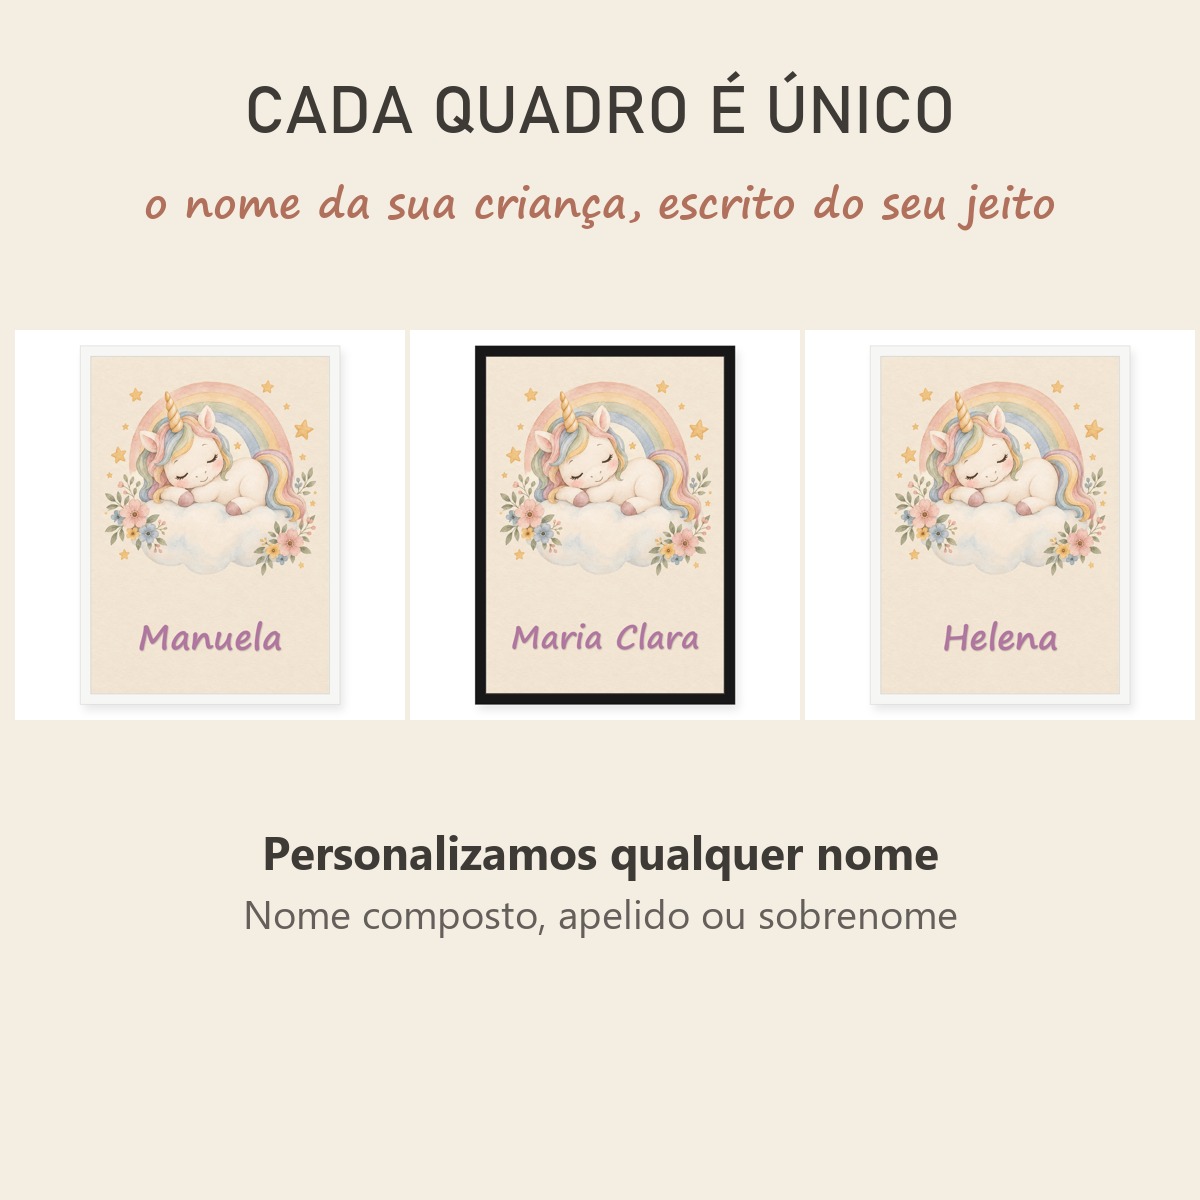 CADA QUADRO É ÚNICO
o nome da sua criança, escrito do seu jeito
Manuela
Maria Clara
Helena
Personalizamos qualquer nome
Nome composto, apelido ou sobrenome